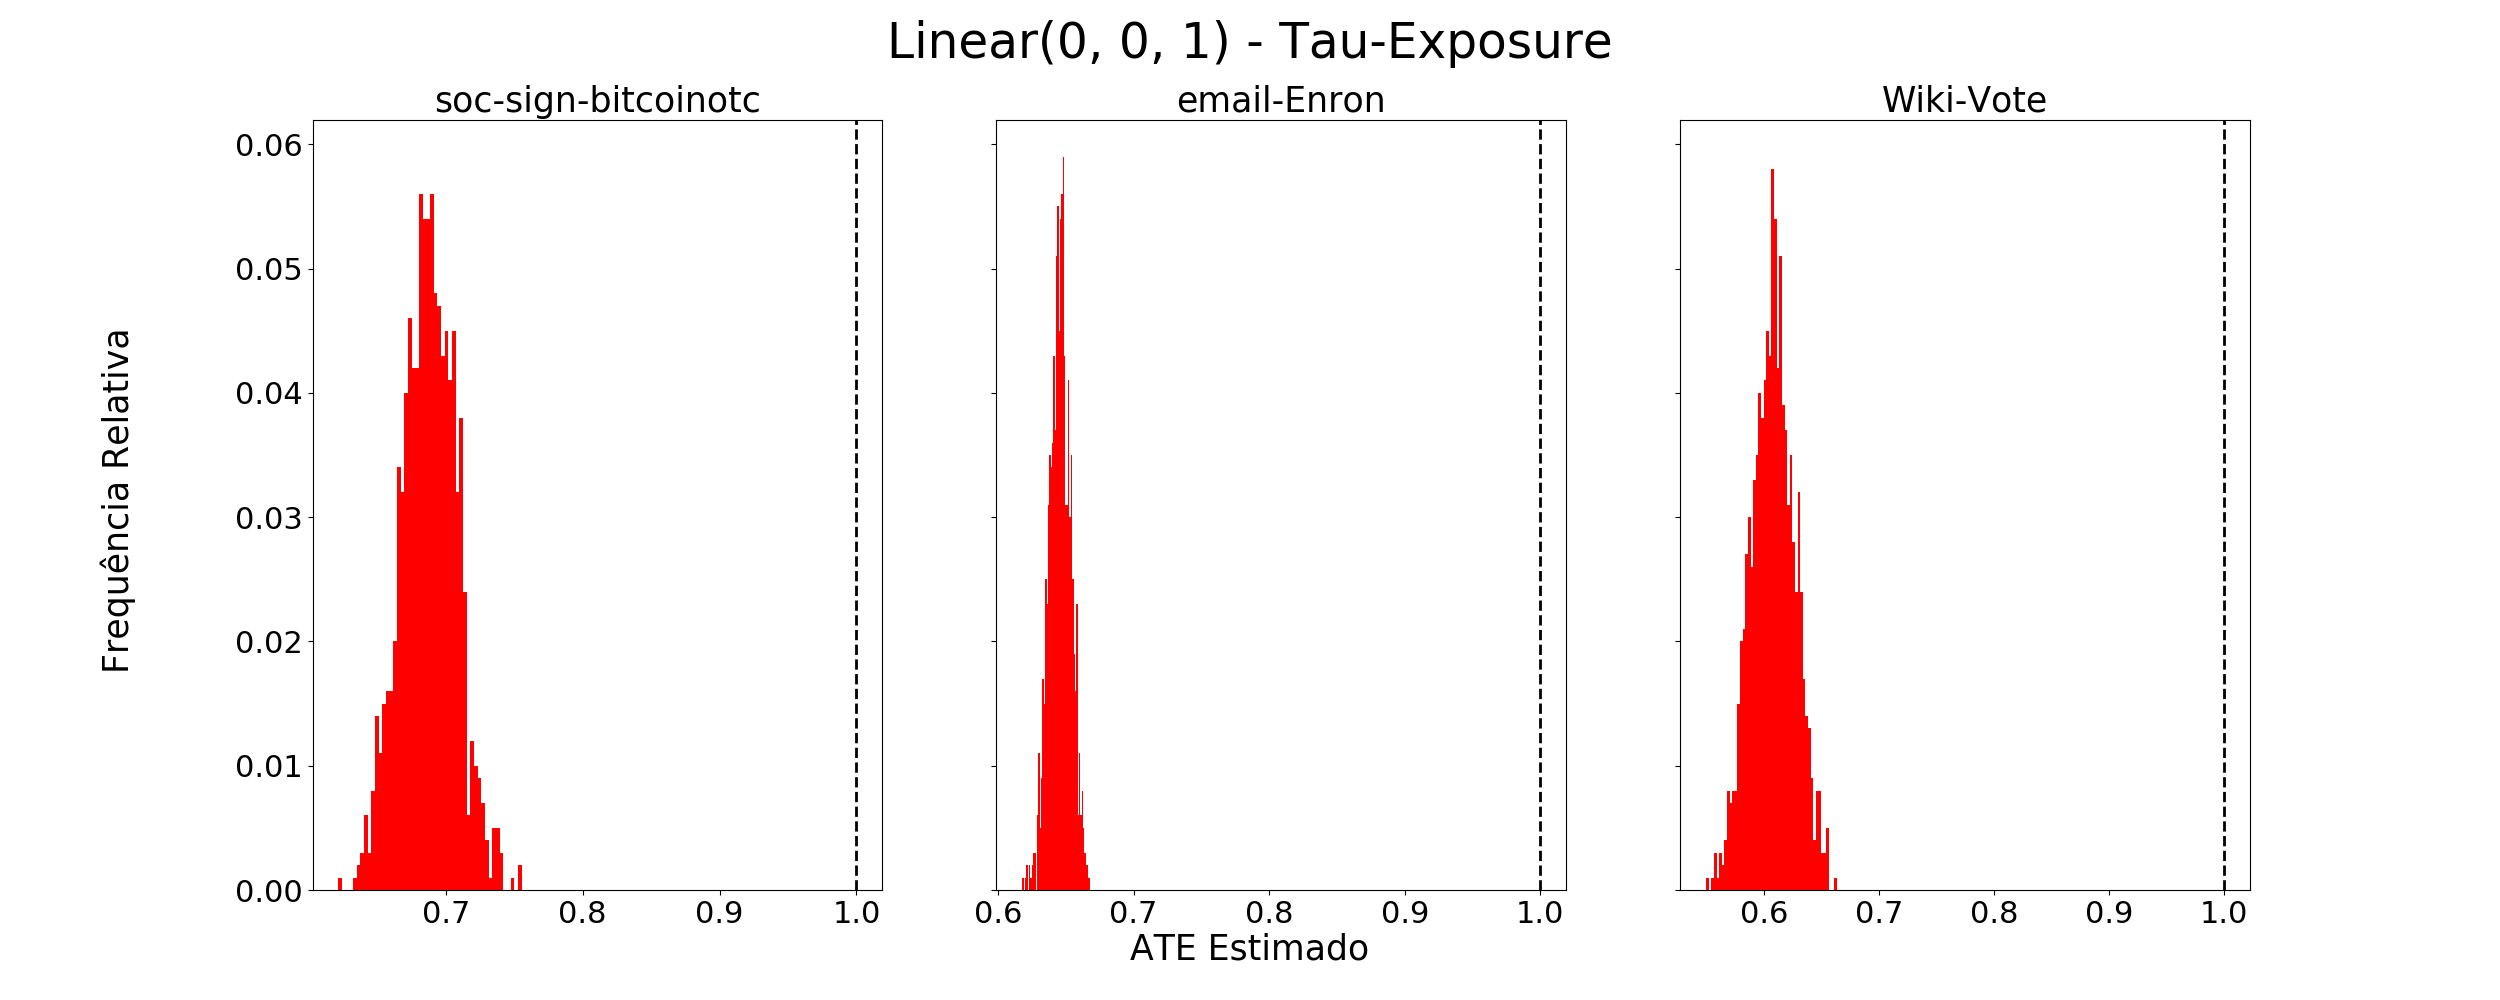 Linear(0, 0, 1) - Tau-Exposure
soc-sign-bitcoinotc
email-Enron
Wiki-Vote
Frequência Relativa
0.06
0.05
0.04
0.03
0.02
0.01
0.00
0.7 0.8 0.9 1.0
0.6 0.7 0.8 0.9 1.0
0.6 0.7 0.8 0.9 1.0
ATE Estimado